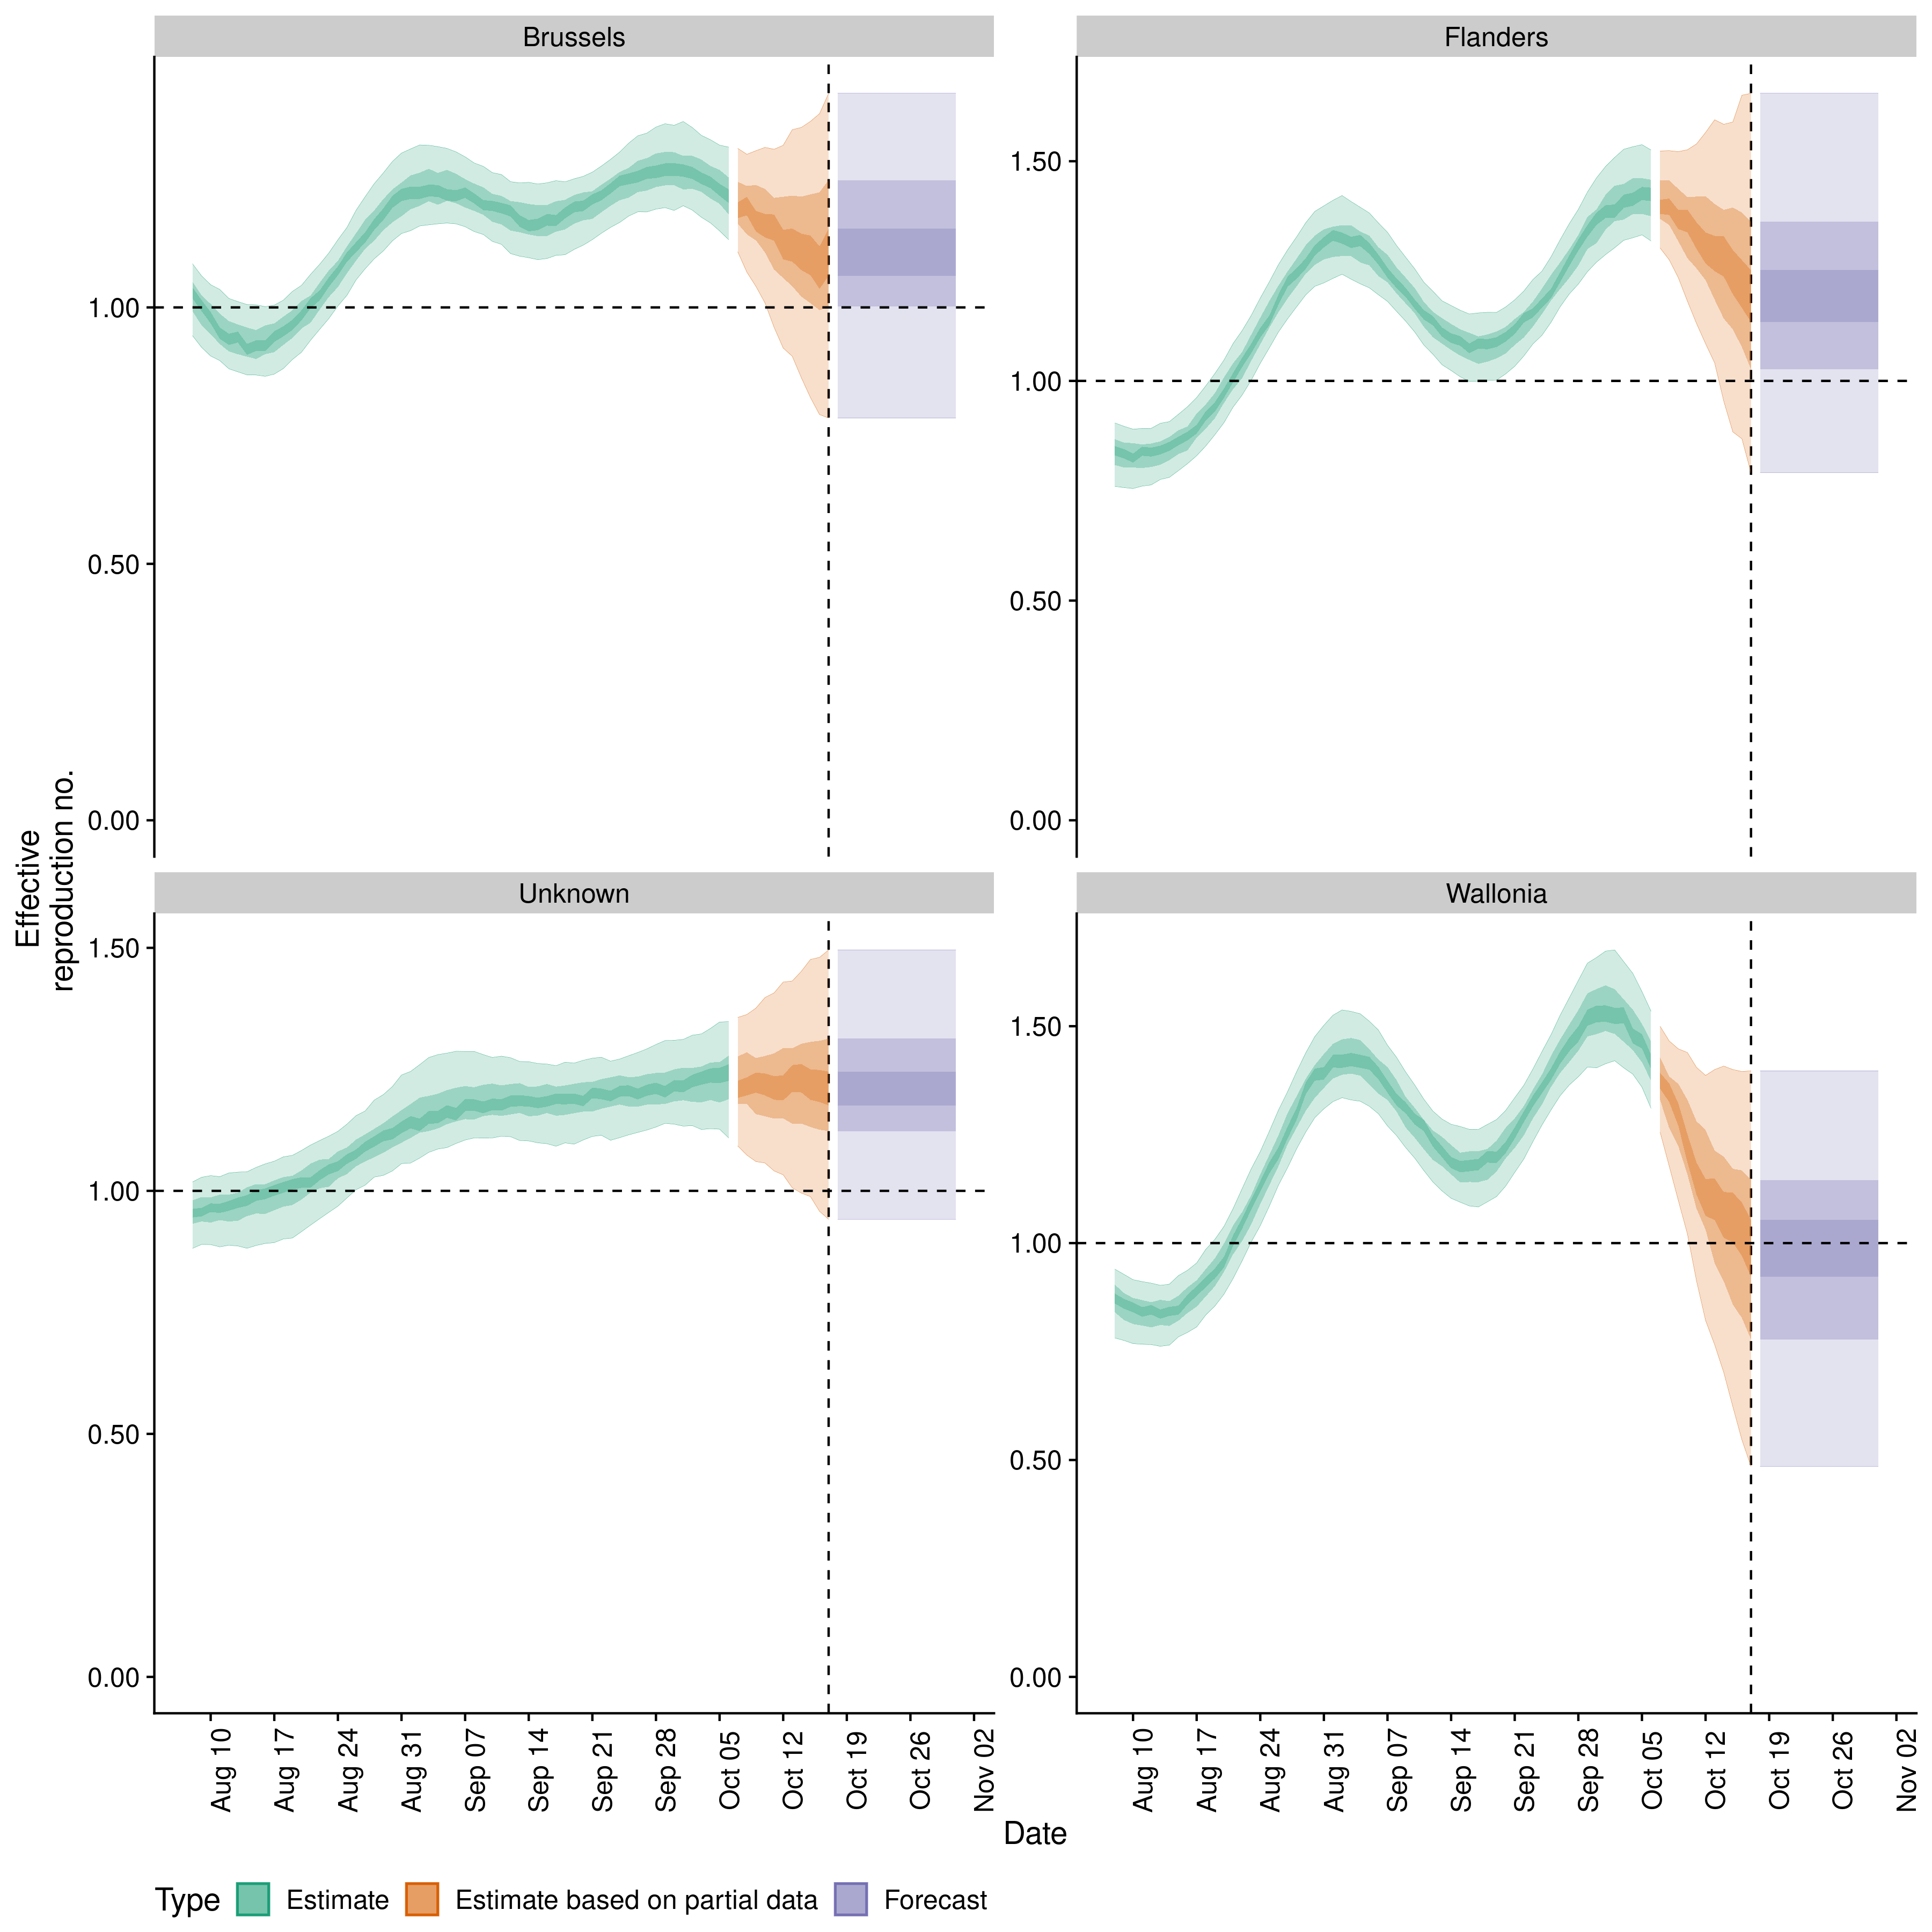 Brussels
Flanders
1.00
0.50
0.00
1.50
1.00
0.50
0.00
Effective
reproduction no.
Unknown
Wallonia
1.50
1.00
0.50
0.00
1.50
1.00
0.50
0.00
Aug 10 Aug 17 Aug 24 Aug 31 Sep 07 Sep 14 Sep 21 Sep 28 Oct 05 Oct 12 Oct 19 Oct 26 Nov 02
Aug 10 Aug 17 Aug 24 Aug 31 Sep 07 Sep 14 Sep 21 Sep 28 Oct 05 Oct 12 Oct 19 Oct 26 Nov 02
Date
Type Estimate Estimate based on partial data Forecast